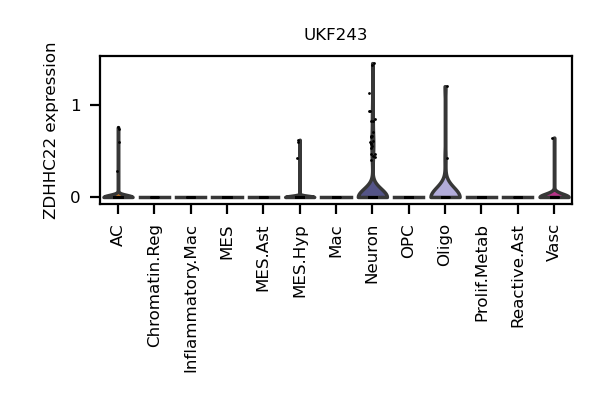 UKF243
ZDHHC22 expression
1
0
AC
Chromatin.Reg
Inflammatory.Mac
MES
MES.Ast
MES.Hyp
Mac
Neuron
OPC
Oligo
Prolif.Metab
Reactive.Ast
Vasc